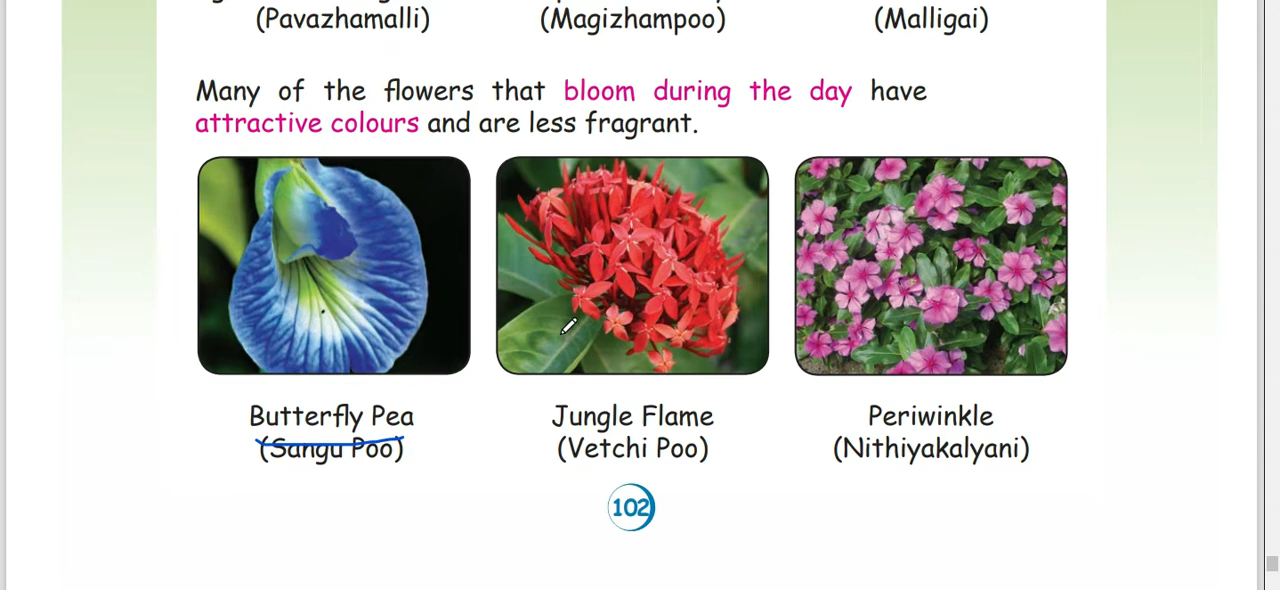 (Pavazhamalli) (Magizhampoo) (Malligai)
Many of the flowers that bloom during the day have
attractive colours and are less fragrant.
Butterfly Pea Jungle Flame Periwinkle
(Sangu Poo) (Vetchi Poo) (Nithiyakalyani)
102